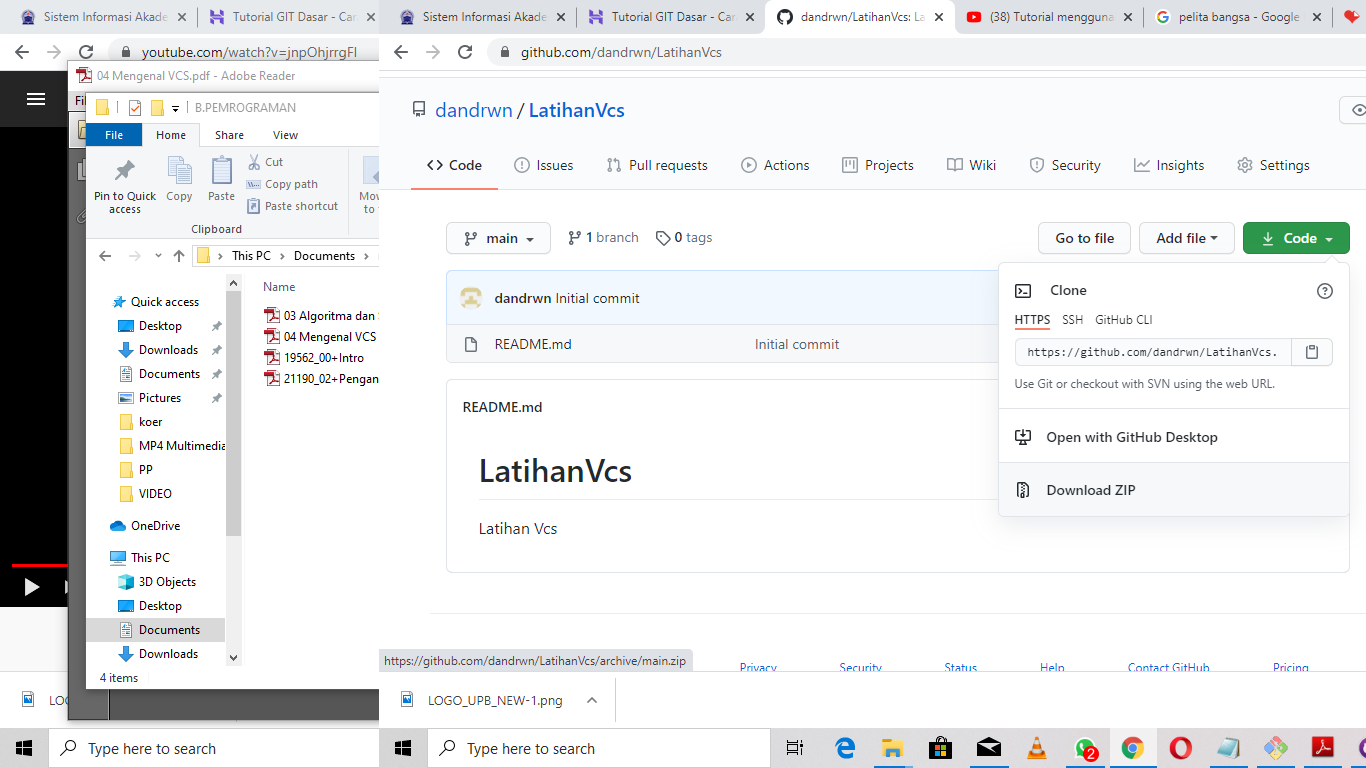 Sistem Informasi Akade
Tutorial GIT Dasar - Car
youtube.com/watch?v=jnpOhjrrgFI
04 Mengenal VCS.pdf - Adobe Reader
B.PEMROGRAMAN
File
Home
Share
View
Pin to Quick access
Copy
Paste
Cut
Copy path
Paste shortcut
Clipboard
This PC
Documents
Name
Quick access
Desktop
Downloads
Documents
Pictures
koer
MP4 Multimedia
PP
VIDEO
OneDrive
This PC
3D Objects
Desktop
Documents
Downloads
03 Algoritma dan
04 Mengenal VCS
19562_00+Intro
21190_02+Pengan
4 items
Type here to search
Sistem Informasi Akade
Tutorial GIT Dasar - Car
dandrwn/LatihanVcs: La
(38) Tutorial mengguna
pelita bangsa - Google
github.com/dandrwn/LatihanVcs
dandrwn / LatihanVcs
Code
Issues
Pull requests
Actions
Projects
Wiki
Security
Insights
Settings
main
1 branch
0 tags
Go to file
Add file
Code
dandrwn Initial commit
README.md
Initial commit
README.md
LatihanVcs
Latihan Vcs
Clone
HTTPS
SSH
GitHub CLI
https://github.com/dandrwn/LatihanVcs.
Use Git or checkout with SVN using the web URL.
Open with GitHub Desktop
Download ZIP
https://github.com/dandrwn/LatihanVcs/archive/main.zip
Privacy
Security
Status
Help
Contact GitHub
Pricing
LOGO_UPB_NEW-1.png
Type here to search
2